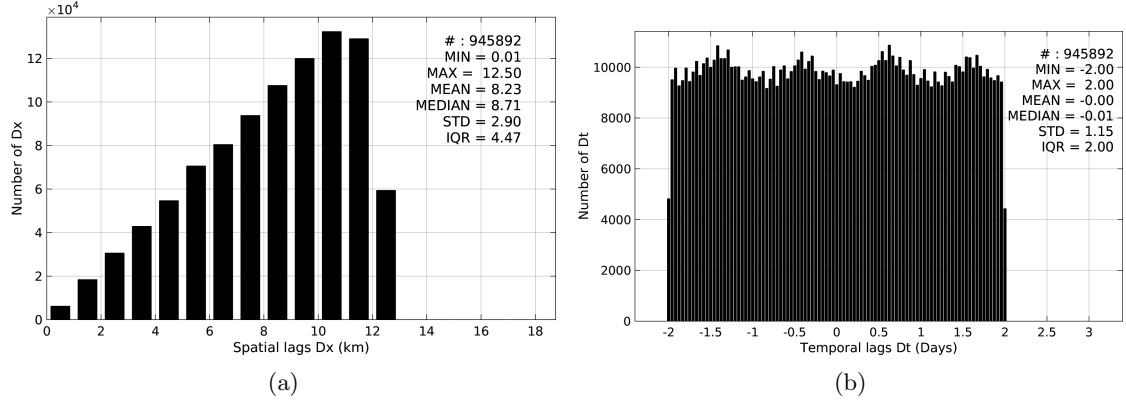 ×10⁴
# : 945892
MIN = 0.01
MAX = 12.50
MEAN = 8.23
MEDIAN = 8.71
STD = 2.90
IQR = 4.47
12
10
8
6
4
2
0
Number of Dx
0 2 4 6 8 10 12 14 16 18
Spatial lags Dx (km)
(a)
# : 945892
MIN = -2.00
MAX = 2.00
MEAN = -0.00
MEDIAN = -0.01
STD = 1.15
IQR = 2.00
10000
8000
6000
4000
2000
0
Number of Dt
-2 -1.5 -1 -0.5 0 0.5 1 1.5 2 2.5 3
Temporal lags Dt (Days)
(b)